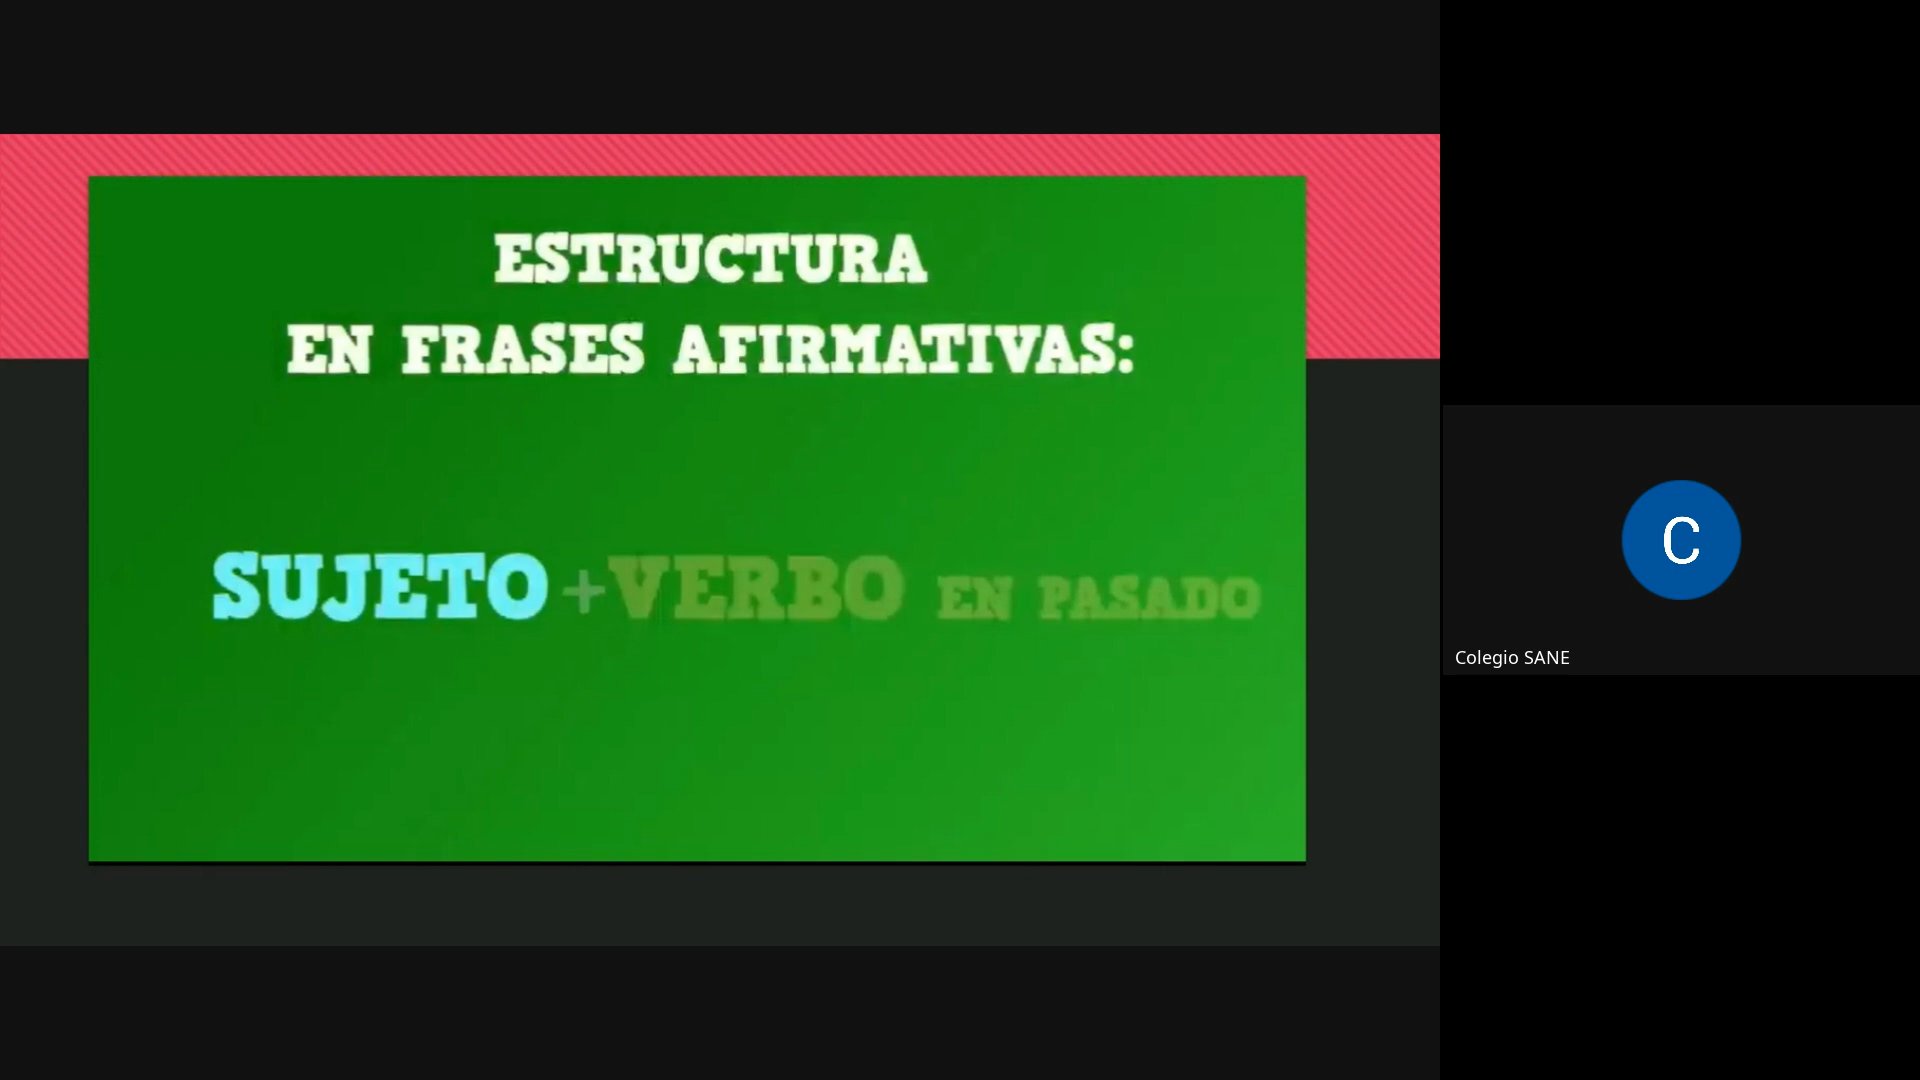 ESTRUCTURA
EN FRASES AFIRMATIVAS:
SUJETO + VERBO EN PASADO
C
Colegio SANE